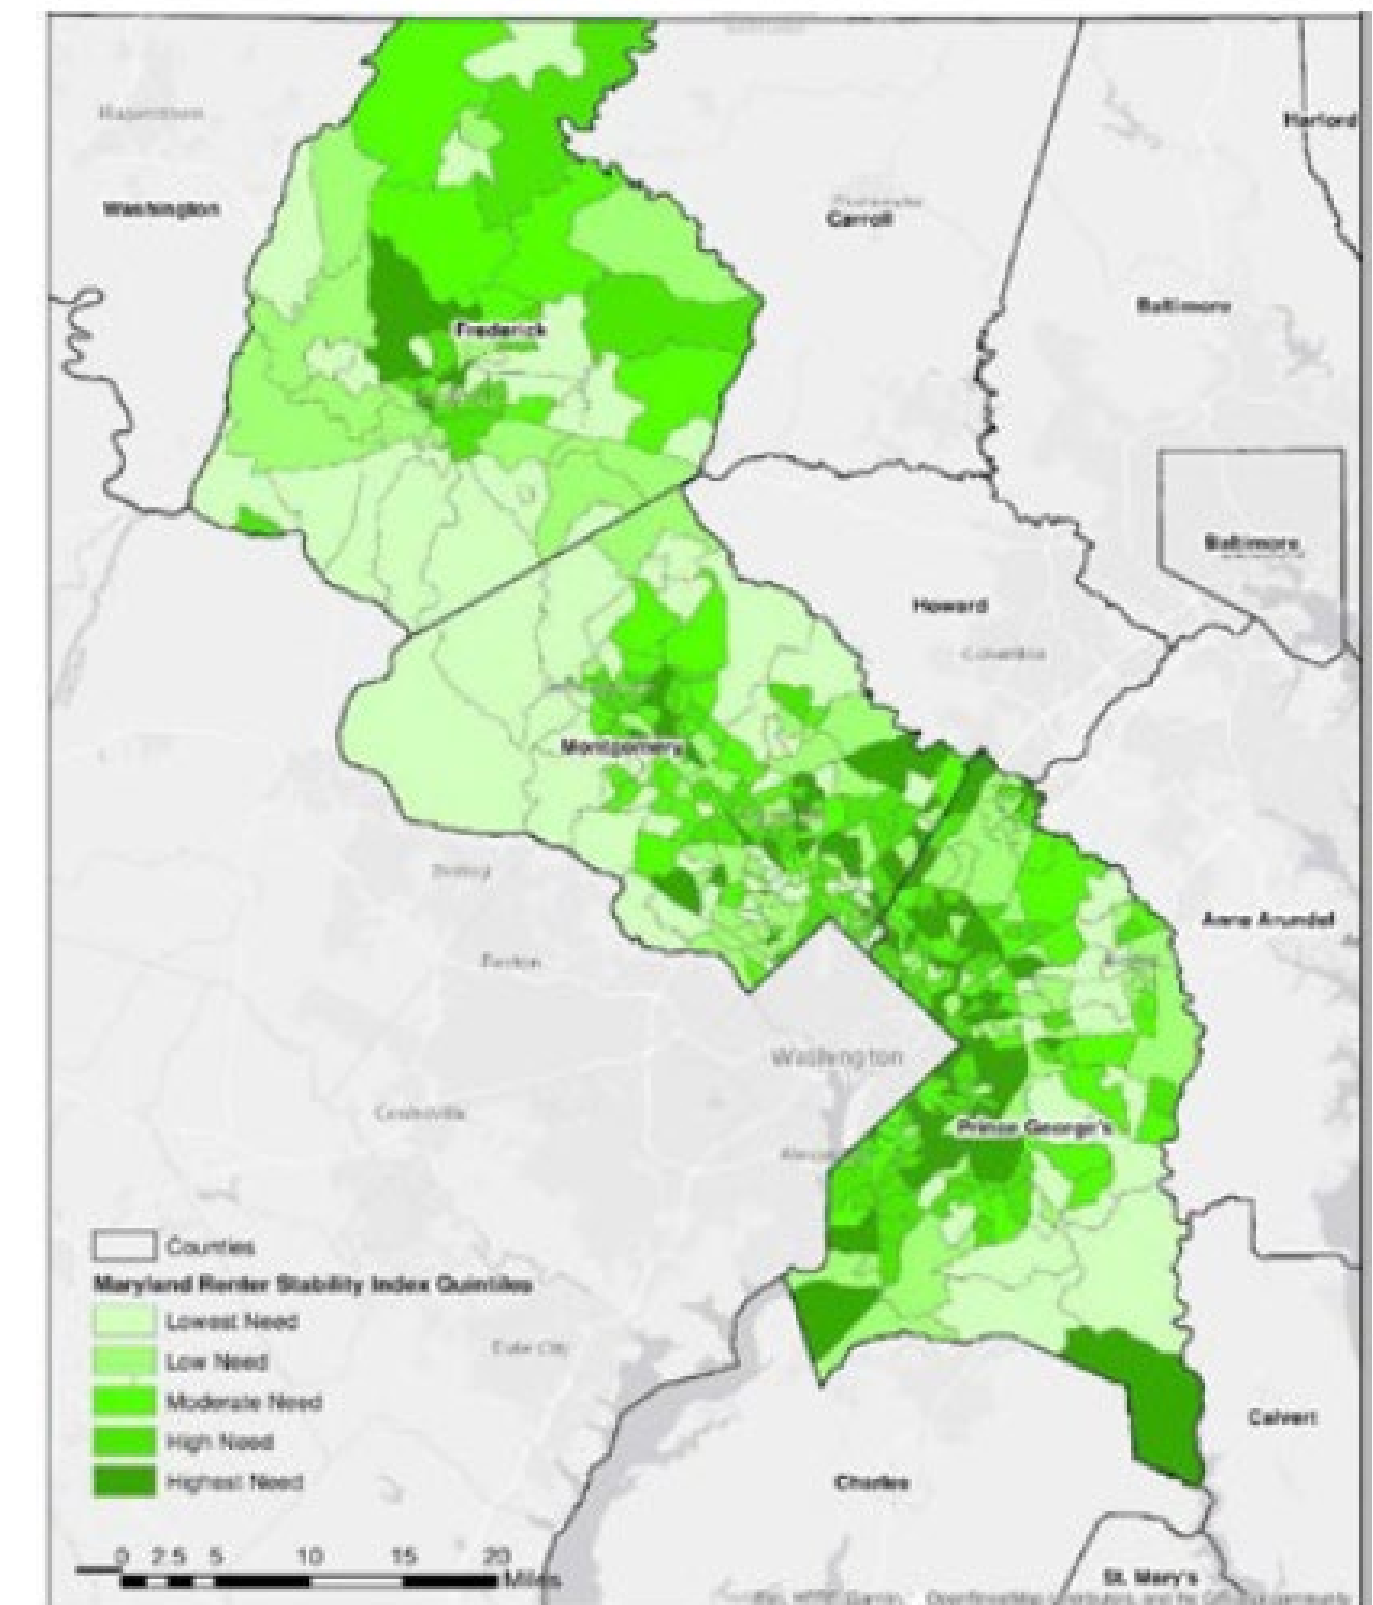 Harford
Washington
Carroll
Baltimore
Frederick
Baltimore
Howard
Columbia
Montgomery
Anne Arundel
Washington
Centreville
Prince George's
Counties
Maryland Renter Stability Index Quintiles
Lowest Need
Low Need
Moderate Need
High Need
Highest Need
Calvert
Charles
0 2.5 5 10 15 20
Miles
St. Mary's